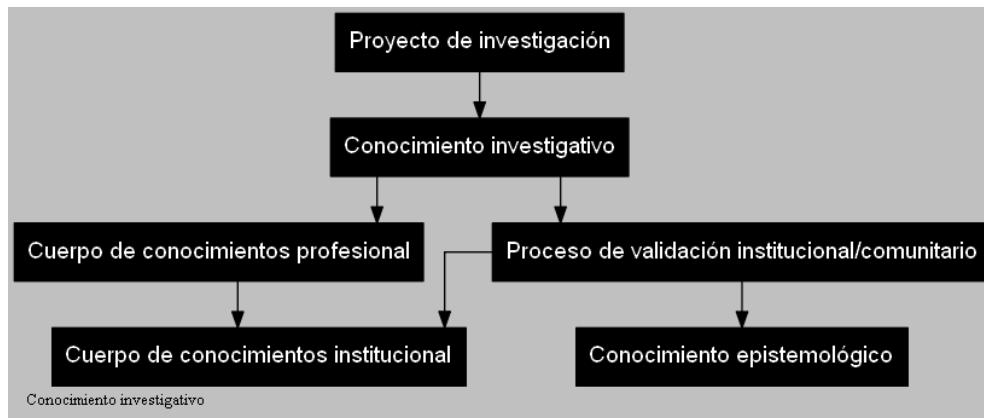 Proyecto de investigación
Conocimiento investigativo
Cuerpo de conocimientos profesional
Proceso de validación institucional/comunitario
Cuerpo de conocimientos institucional
Conocimiento epistemológico
Conocimiento investigativo